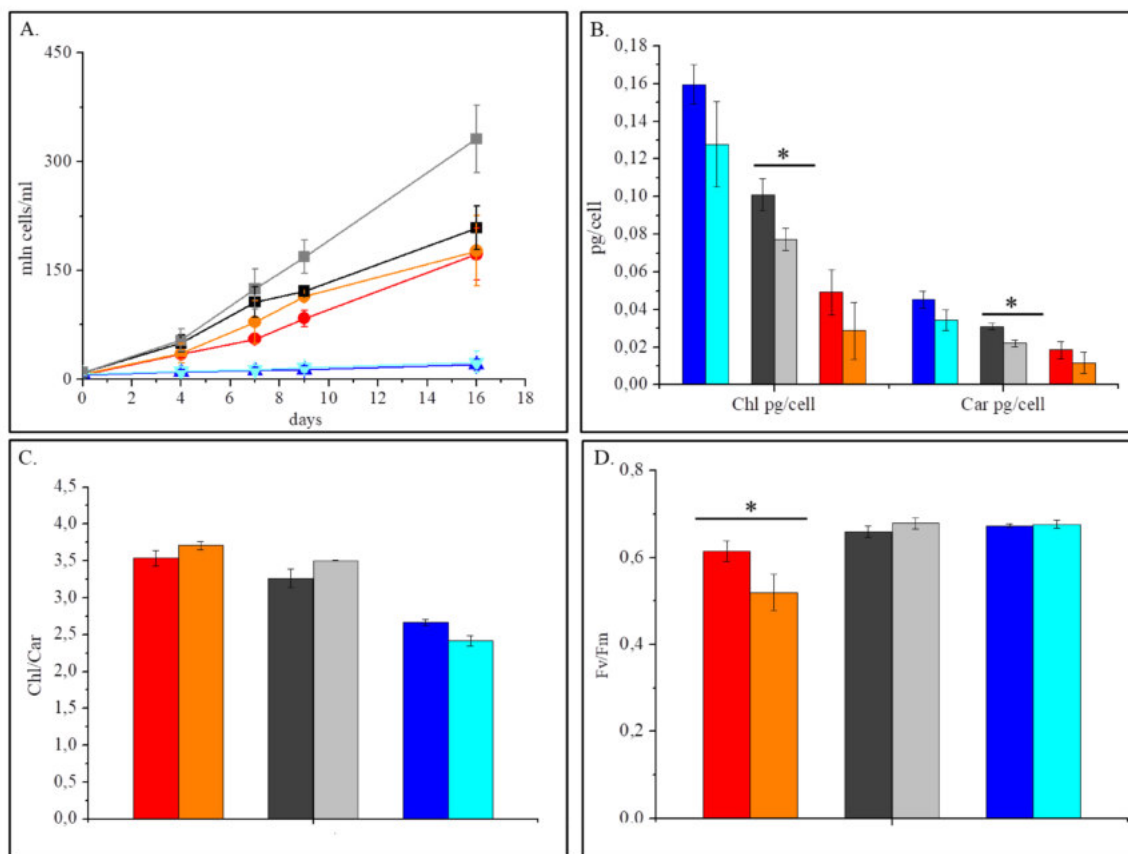 A.
450
300
150
0
mln cells/ml
0 2 4 6 8 10 12 14 16 18
days
B.
0,18
0,16
0,14
0,12
0,10
0,08
0,06
0,04
0,02
0,00
pg/cell
*
*
Chl pg/cell Car pg/cell
C.
4,5
4,0
3,5
3,0
2,5
2,0
1,5
1,0
0,5
0,0
Chl/Car
D.
0,8
0,6
0,4
0,2
0,0
Fv/Fm
*